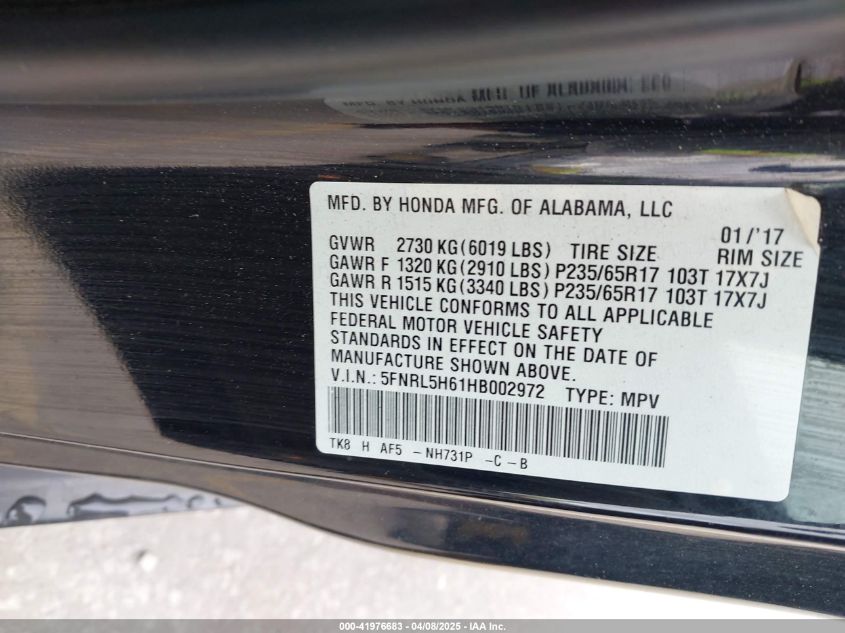 MFD. BY HONDA MFG. OF ALABAMA, LLC
01/'17
GVWR 2730 KG(6019 LBS) TIRE SIZE RIM SIZE
GAWR F 1320 KG(2910 LBS) P235/65R17 103T 17X7J
GAWR R 1515 KG(3340 LBS) P235/65R17 103T 17X7J
THIS VEHICLE CONFORMS TO ALL APPLICABLE
FEDERAL MOTOR VEHICLE SAFETY
STANDARDS IN EFFECT ON THE DATE OF
MANUFACTURE SHOWN ABOVE.
V.I.N.: 5FNRL5H61HB002972 TYPE: MPV
TK8 H AF5 -NH731P -C-B
000-41976683 - 04/08/2025 - IAA Inc.